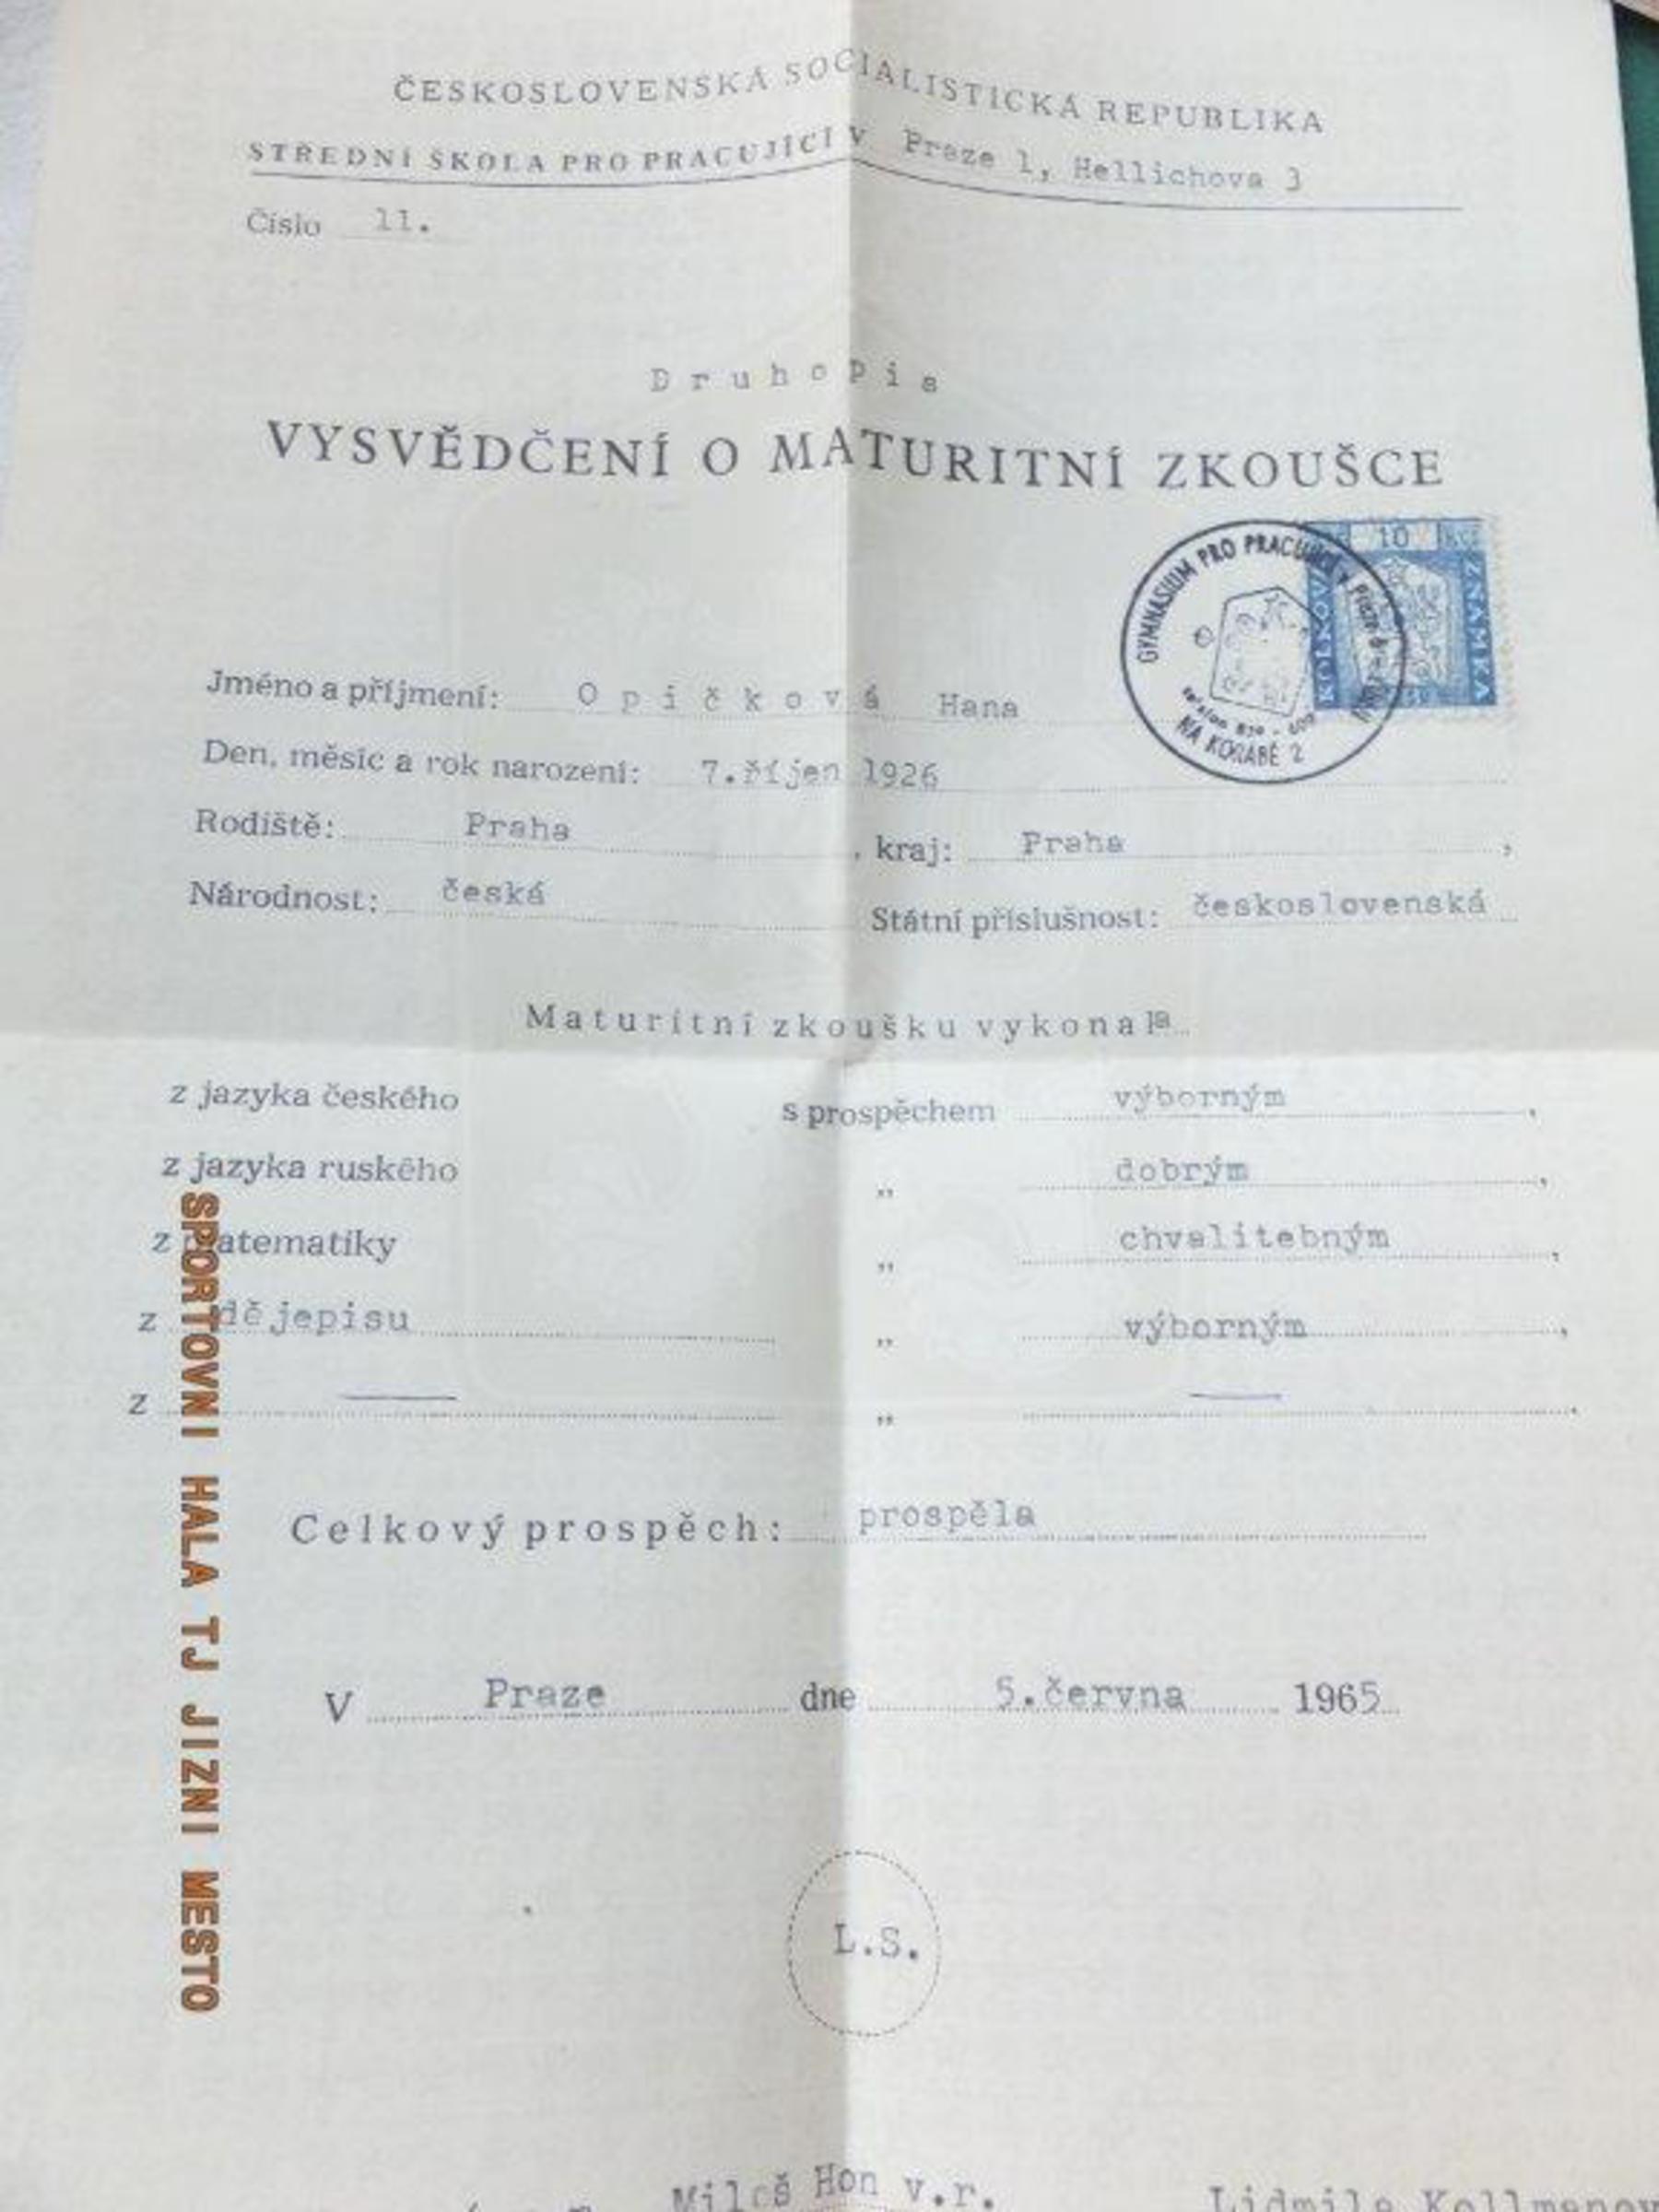 ČESKOSLOVENSKÁ SOCIALISTICKÁ REPUBLIKA
STŘEDNÍ ŠKOLA PRO PRACUJÍCÍ V Praze 1, Hellichova 3
Číslo 11.
Druhopis
VYSVĚDČENÍ O MATURITNÍ ZKOUŠCE
10 Kčs
KOLKOVÁ ZNÁMKA
GYMNASIUM PRO PRACUJÍCÍ V Praze
NA KORÁBĚ 2
Jméno a příjmení: Opičková Hana
Den, měsíc a rok narození: 7.říjen 1926
Rodiště: Praha, kraj: Praha,
Národnost: česká Státní příslušnost: československá
Maturitní zkoušku vykonala
z jazyka českého s prospěchem výborným,
z jazyka ruského „ dobrým,
z matematiky „ chvalitebným,
z dějepisu „ výborným,
z — „ —.
Celkový prospěch: prospěla
V Praze dne 5.června 1965
L.S.
Miloš Hon v.r. Lidmila
SPORTOVNI HALA TJ JIZNI MESTO